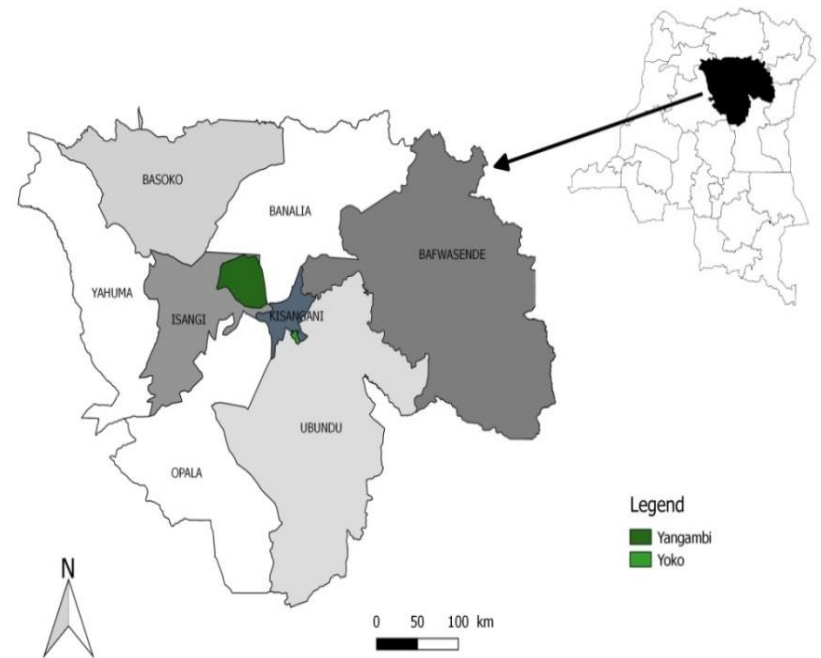 BASOKO
BANALIA
BAFWASENDE
YAHUMA
ISANGI
KISANGANI
UBUNDU
OPALA
Legend
Yangambi
Yoko
N
0 50 100 km